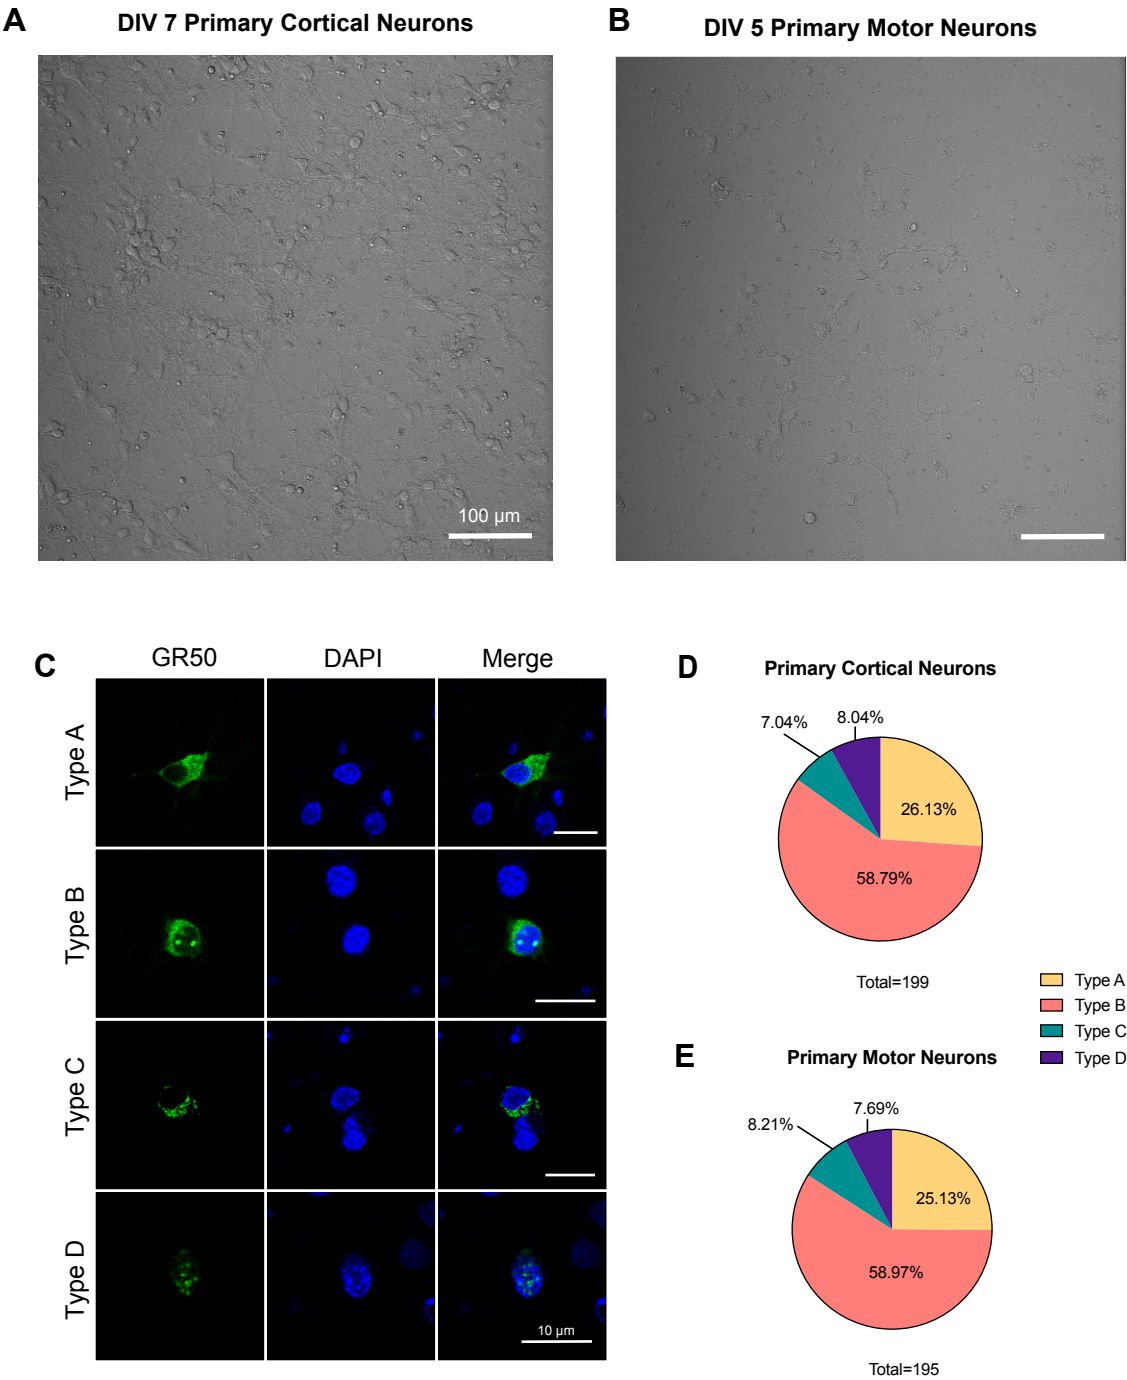 A
DIV 7 Primary Cortical Neurons
100 µm
B
DIV 5 Primary Motor Neurons
C
GR50
DAPI
Merge
Type A
Type B
Type C
Type D
10 µm
D
Primary Cortical Neurons
7.04%
8.04%
26.13%
58.79%
Total=199
Type A
Type B
Type C
Type D
E
Primary Motor Neurons
8.21%
7.69%
25.13%
58.97%
Total=195